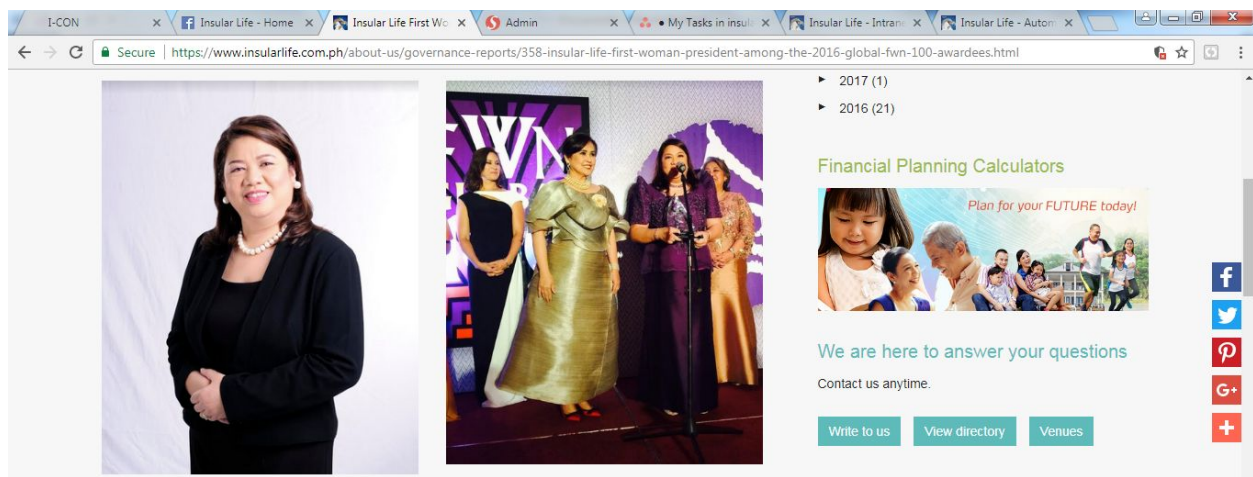 I-CON
Insular Life - Home
Insular Life First Wo
Admin
• My Tasks in insul
Insular Life - Intran
Insular Life - Autom
Secure
https://www.insularlife.com.ph/about-us/governance-reports/358-insular-life-first-woman-president-among-the-2016-global-fwn-100-awardees.html
FWN
2017 (1)
2016 (21)
Financial Planning Calculators
Plan for your FUTURE today!
We are here to answer your questions
Contact us anytime.
Write to us
View directory
Venues
G+